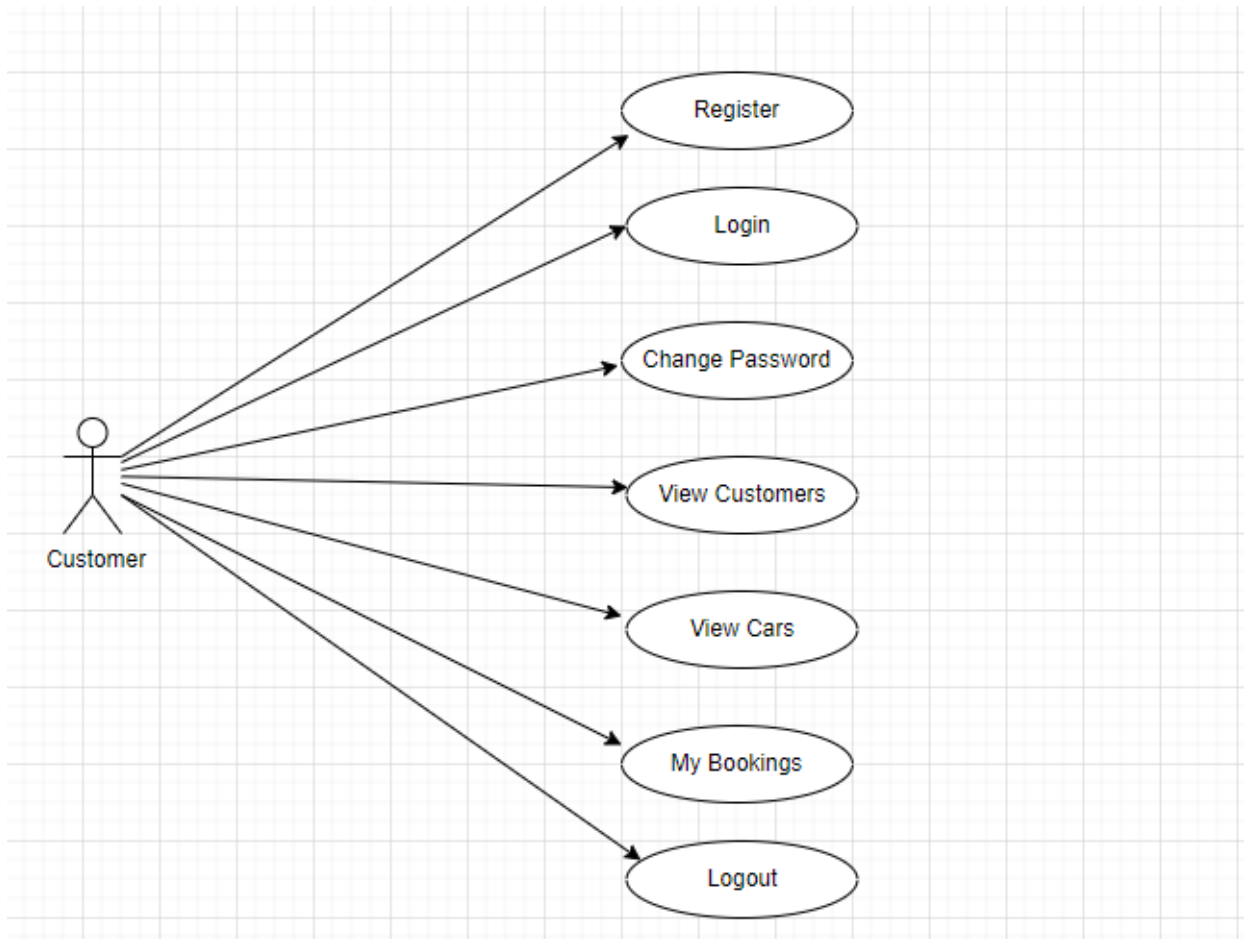 Register
Login
Change Password
View Customers
Customer
View Cars
My Bookings
Logout